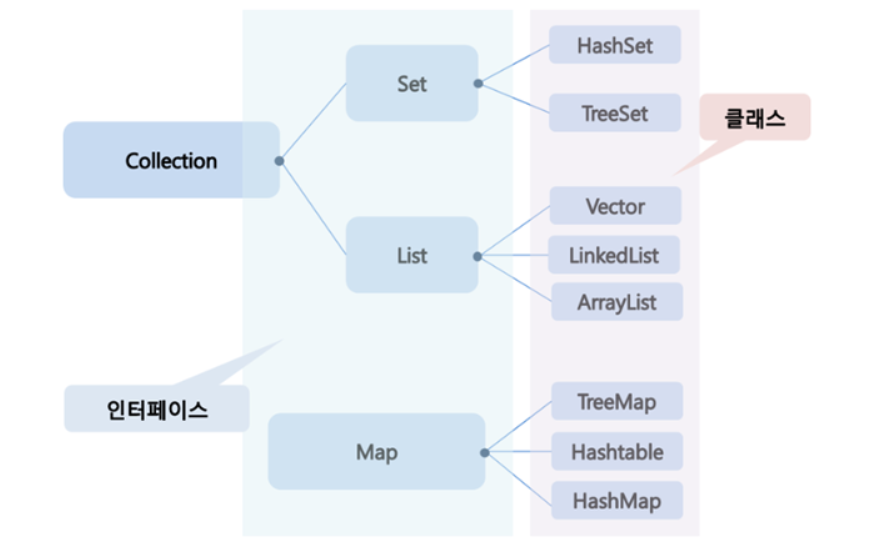 HashSet
Set
TreeSet
클래스
Collection
Vector
List
LinkedList
ArrayList
인터페이스
TreeMap
Map
Hashtable
HashMap